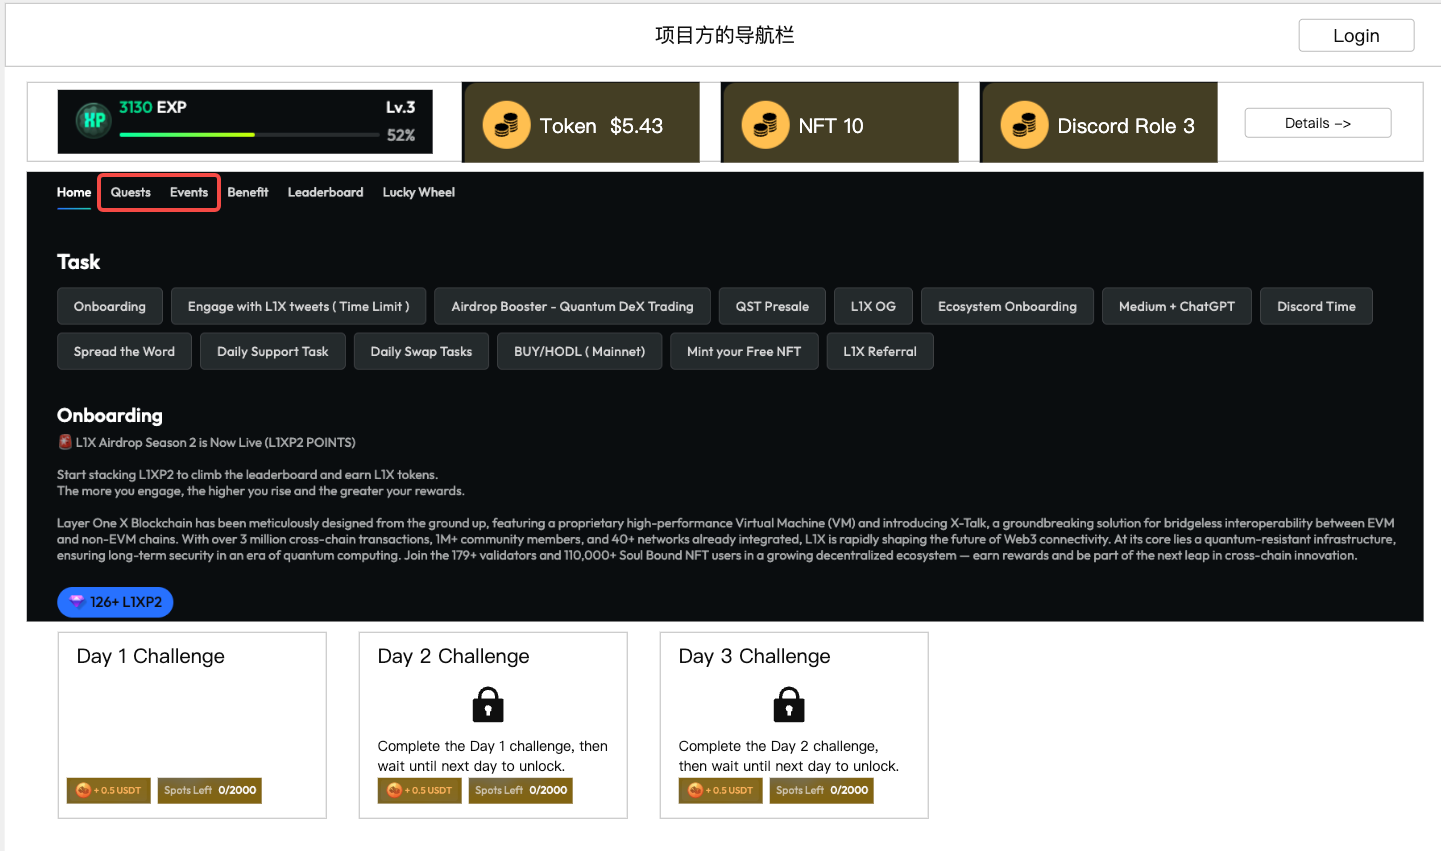 项目方的导航栏
Login
XP
3130 EXP
Lv.3
52%
Token $5.43
NFT 10
Discord Role 3
Details –>
Home Quests Events Benefit Leaderboard Lucky Wheel
Task
Onboarding
Engage with L1X tweets ( Time Limit )
Airdrop Booster - Quantum DeX Trading
QST Presale
L1X OG
Ecosystem Onboarding
Medium + ChatGPT
Discord Time
Spread the Word
Daily Support Task
Daily Swap Tasks
BUY/HODL ( Mainnet)
Mint your Free NFT
L1X Referral
Onboarding
🚨 L1X Airdrop Season 2 is Now Live (L1XP2 POINTS)
Start stacking L1XP2 to climb the leaderboard and earn L1X tokens.
The more you engage, the higher you rise and the greater your rewards.
Layer One X Blockchain has been meticulously designed from the ground up, featuring a proprietary high-performance Virtual Machine (VM) and introducing X-Talk, a groundbreaking solution for bridgeless interoperability between EVM
and non-EVM chains. With over 3 million cross-chain transactions, 1M+ community members, and 40+ networks already integrated, L1X is rapidly shaping the future of Web3 connectivity. At its core lies a quantum-resistant infrastructure,
ensuring long-term security in an era of quantum computing. Join the 179+ validators and 110,000+ Soul Bound NFT users in a growing decentralized ecosystem — earn rewards and be part of the next leap in cross-chain innovation.
126+ L1XP2
Day 1 Challenge
+ 0.5 USDT
Spots Left 0/2000
Day 2 Challenge
Complete the Day 1 challenge, then
wait until next day to unlock.
+ 0.5 USDT
Spots Left 0/2000
Day 3 Challenge
Complete the Day 2 challenge,
then wait until next day to unlock.
+ 0.5 USDT
Spots Left 0/2000